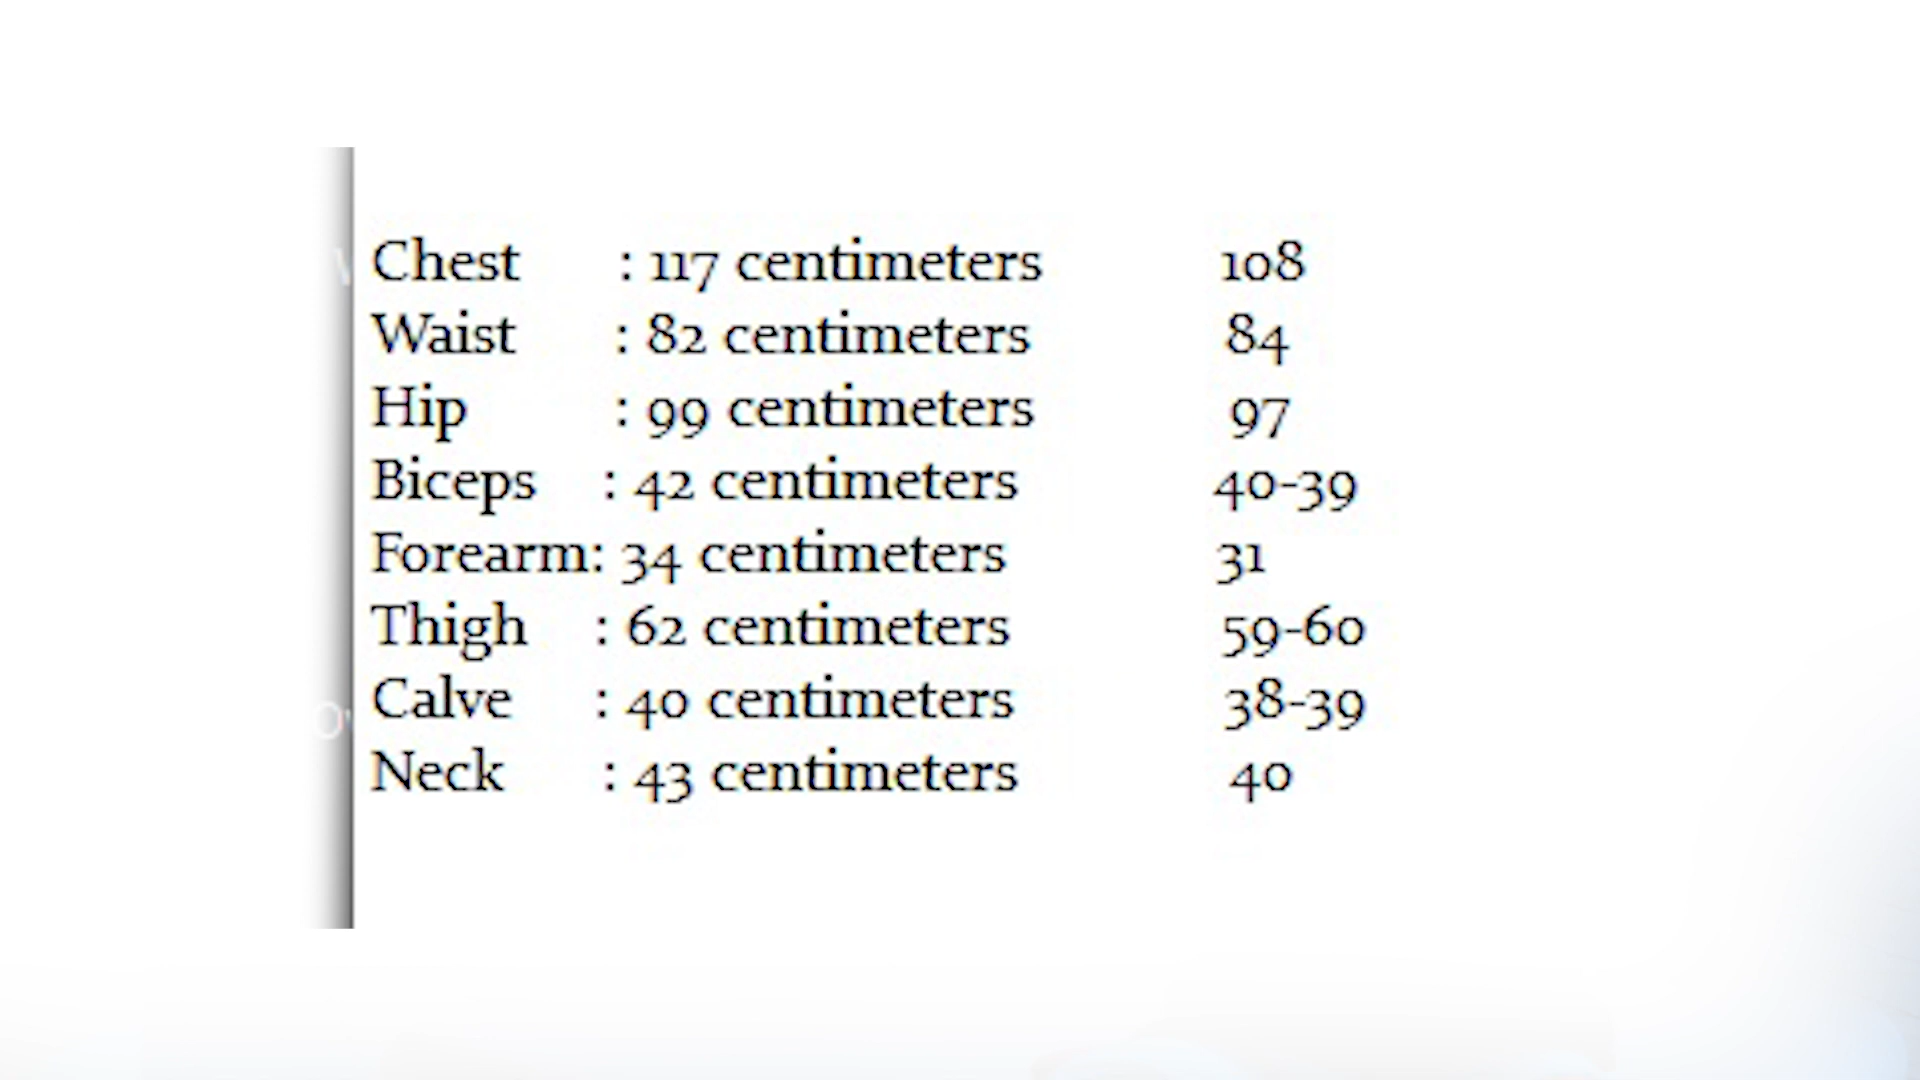 Chest : 117 centimeters 108
Waist : 82 centimeters 84
Hip : 99 centimeters 97
Biceps : 42 centimeters 40-39
Forearm: 34 centimeters 31
Thigh : 62 centimeters 59-60
Calve : 40 centimeters 38-39
Neck : 43 centimeters 40